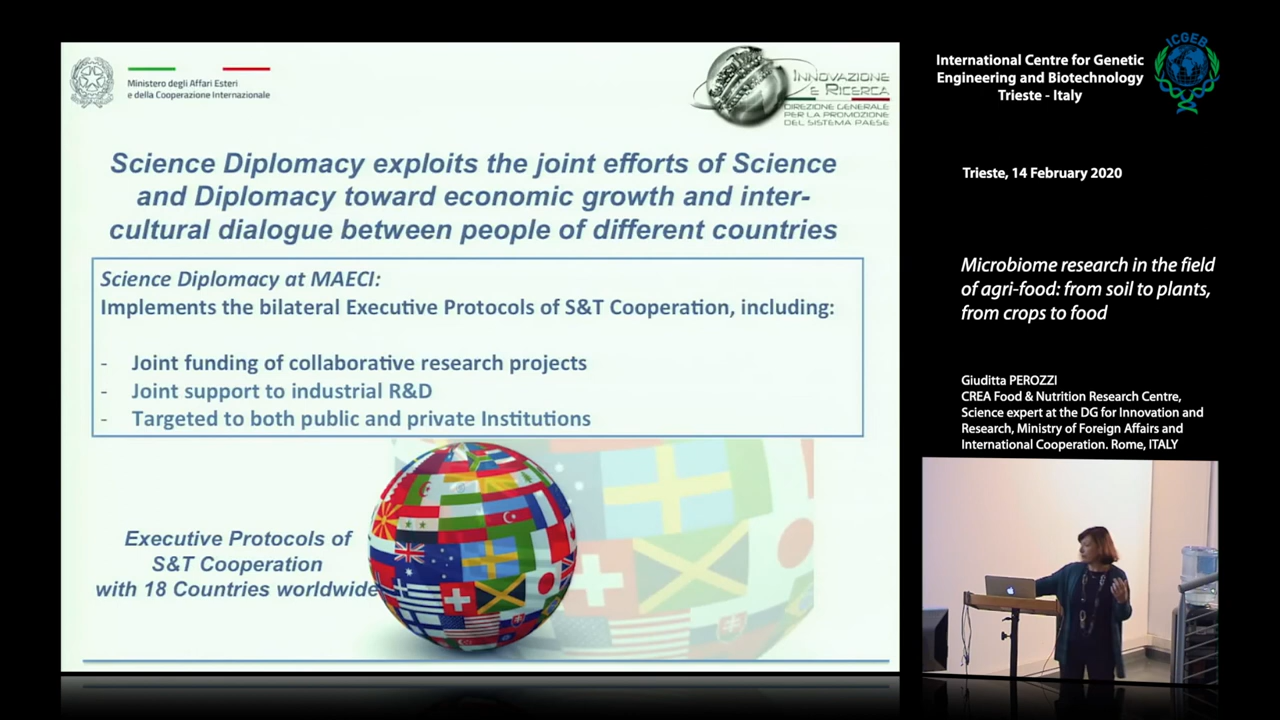 Ministero degli Affari Esteri
e della Cooperazione Internazionale
INNOVAZIONE
E RICERCA
DIREZIONE GENERALE
PER LA PROMOZIONE
DEL SISTEMA PAESE
Science Diplomacy exploits the joint efforts of Science
and Diplomacy toward economic growth and inter-
cultural dialogue between people of different countries
Science Diplomacy at MAECI:
Implements the bilateral Executive Protocols of S&T Cooperation, including:
- Joint funding of collaborative research projects
- Joint support to industrial R&D
- Targeted to both public and private Institutions
Executive Protocols of
S&T Cooperation
with 18 Countries worldwide
International Centre for Genetic
Engineering and Biotechnology
Trieste - Italy
ICGEB
Trieste, 14 February 2020
Microbiome research in the field
of agri-food: from soil to plants,
from crops to food
Giuditta PEROZZI
CREA Food & Nutrition Research Centre,
Science expert at the DG for Innovation and
Research, Ministry of Foreign Affairs and
International Cooperation. Rome, ITALY